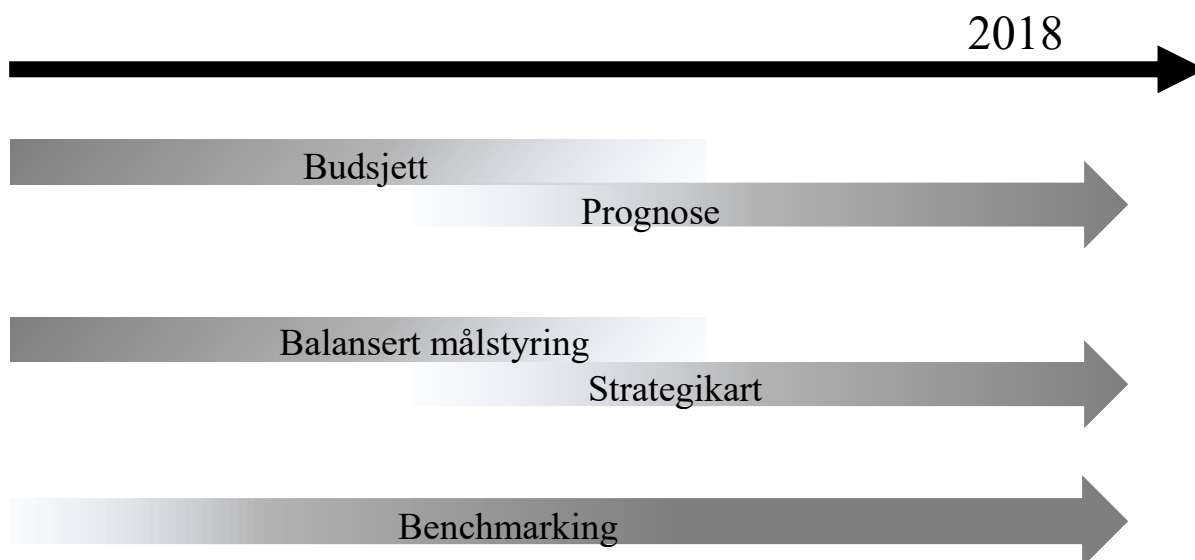 2018
Budsjett
Prognose
Balansert målstyring
Strategikart
Benchmarking